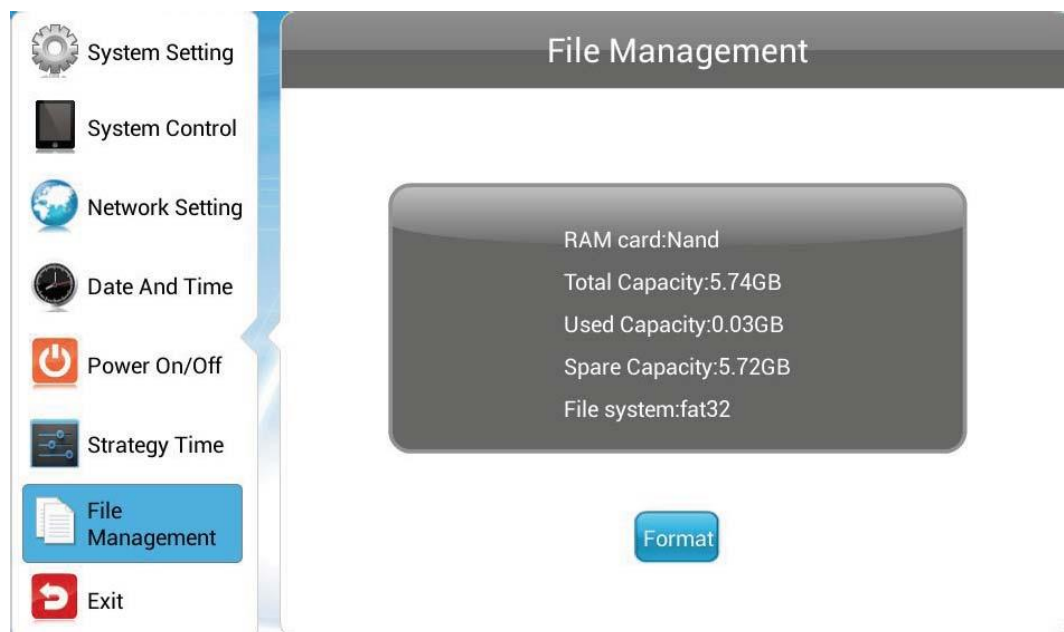 System Setting
System Control
Network Setting
Date And Time
Power On/Off
Strategy Time
File
Management
Exit
File Management
RAM card:Nand
Total Capacity:5.74GB
Used Capacity:0.03GB
Spare Capacity:5.72GB
File system:fat32
Format